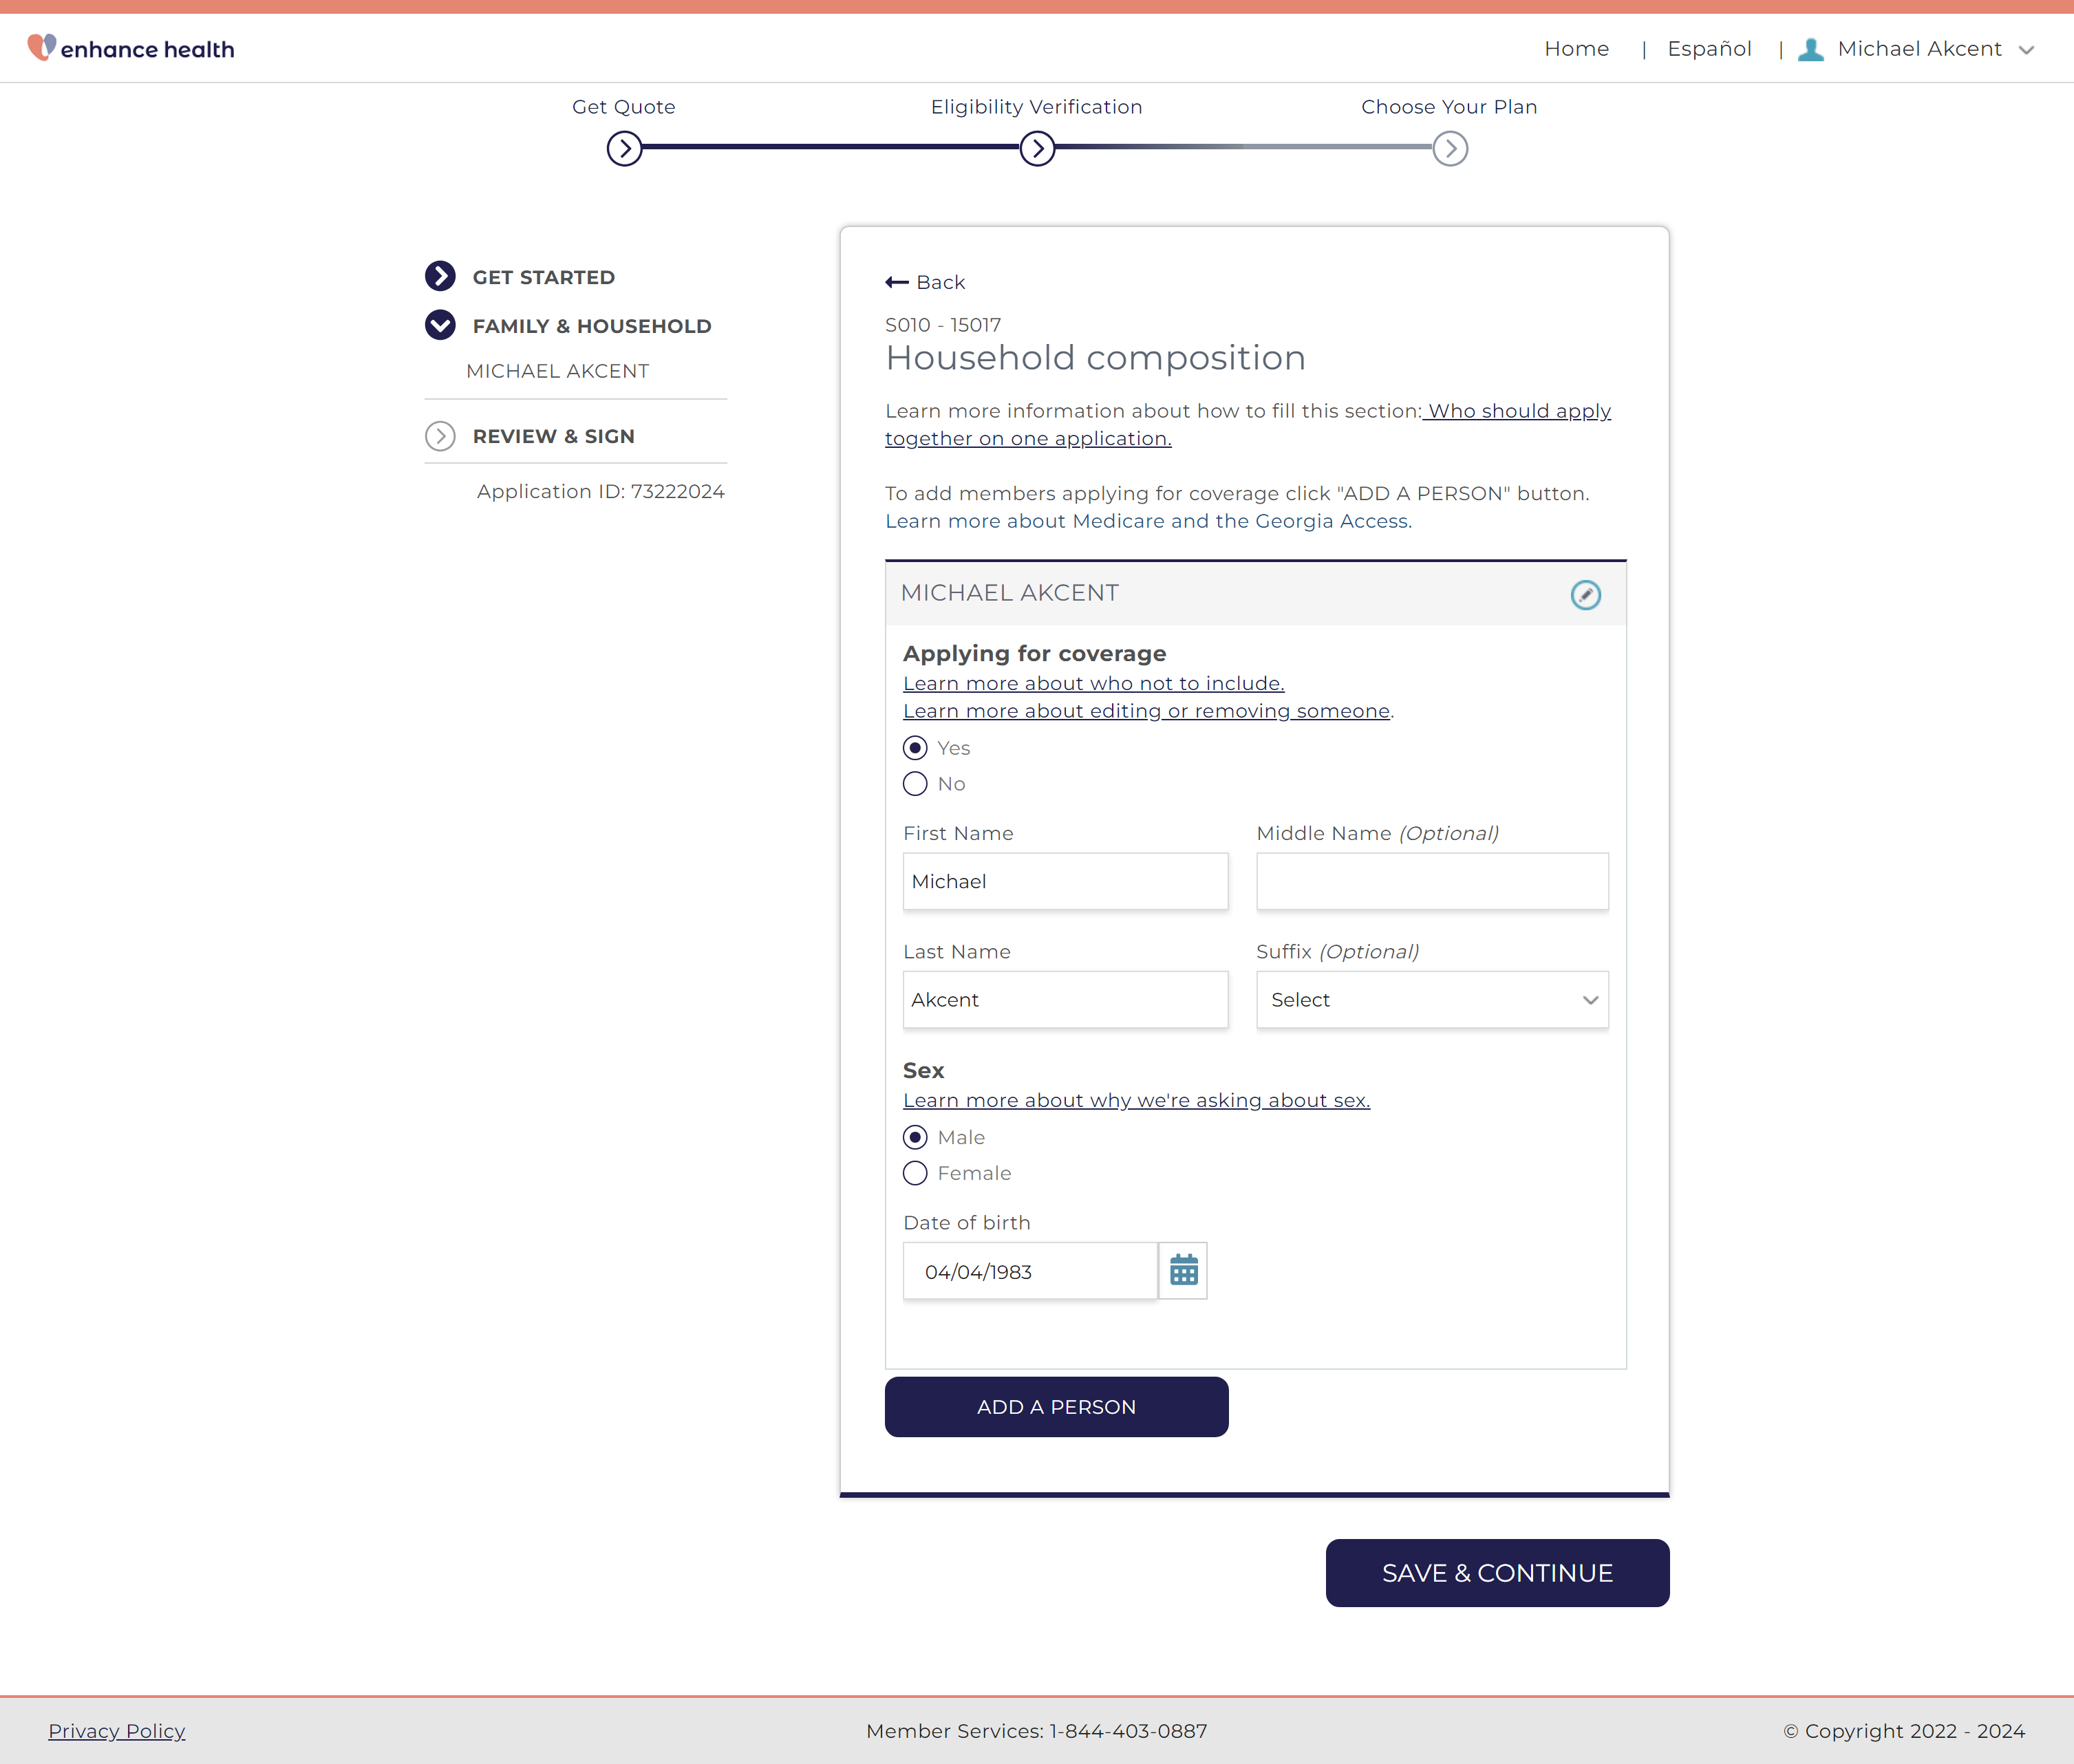 enhance health
Home | Español | Michael Akcent
Get Quote
Eligibility Verification
Choose Your Plan
GET STARTED
FAMILY & HOUSEHOLD
MICHAEL AKCENT
REVIEW & SIGN
Application ID: 73222024
Back
S010 - 15017
Household composition
Learn more information about how to fill this section: Who should apply
together on one application.
To add members applying for coverage click "ADD A PERSON" button.
Learn more about Medicare and the Georgia Access.
MICHAEL AKCENT
Applying for coverage
Learn more about who not to include.
Learn more about editing or removing someone.
Yes
No
First Name
Middle Name (Optional)
Michael
Last Name
Suffix (Optional)
Akcent
Select
Sex
Learn more about why we're asking about sex.
Male
Female
Date of birth
04/04/1983
ADD A PERSON
SAVE & CONTINUE
Privacy Policy
Member Services: 1-844-403-0887
© Copyright 2022 - 2024